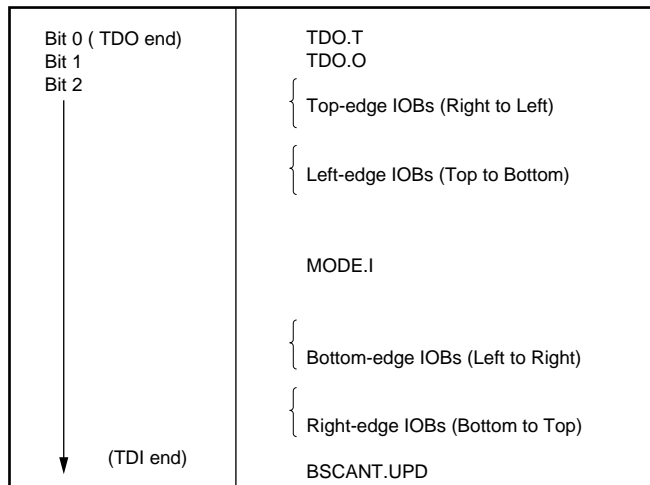 Bit 0 ( TDO end) TDO.T
Bit 1 TDO.O
Bit 2
Top-edge IOBs (Right to Left)
Left-edge IOBs (Top to Bottom)
MODE.I
Bottom-edge IOBs (Left to Right)
Right-edge IOBs (Bottom to Top)
(TDI end)
BSCANT.UPD